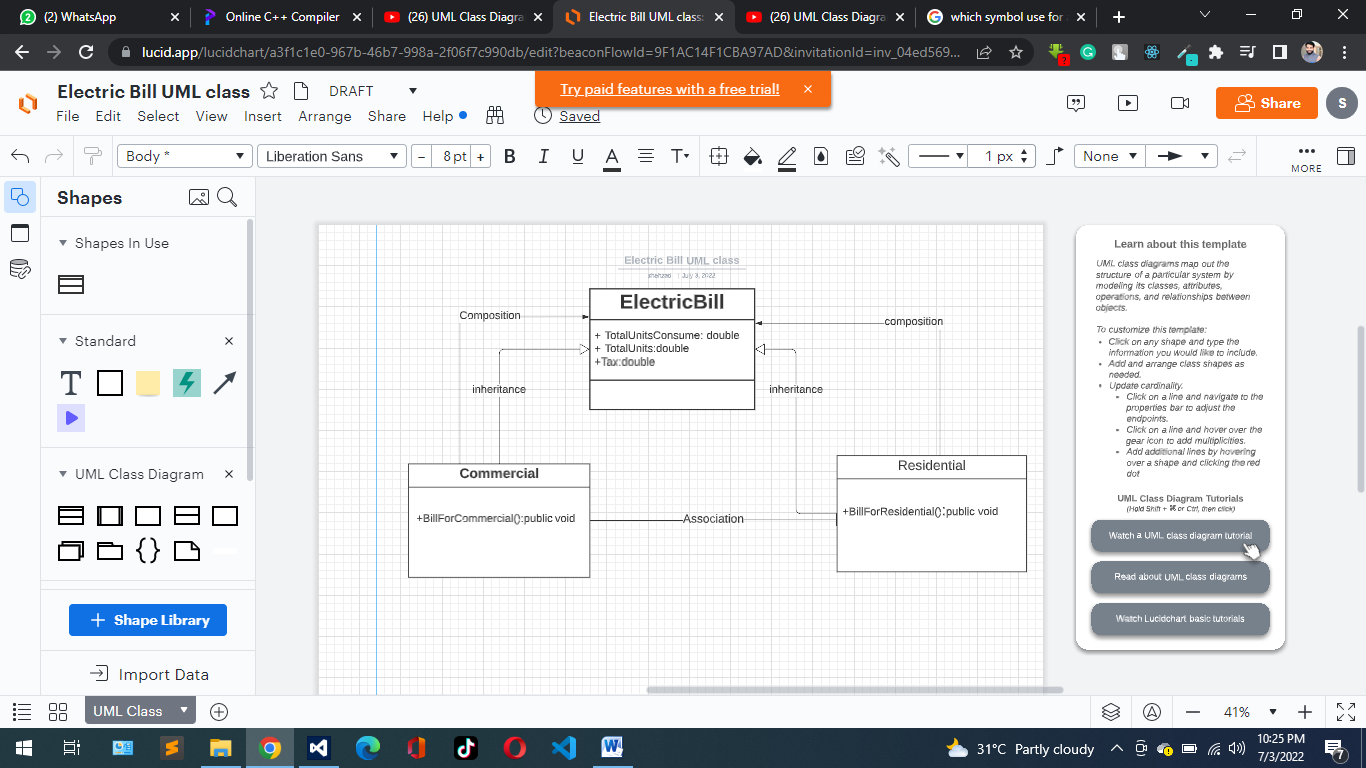 (2) WhatsApp
Online C++ Compiler
(26) UML Class Diagra
Electric Bill UML class:
(26) UML Class Diagra
which symbol use for
lucid.app/lucidchart/a3f1c1e0-967b-46b7-998a-2f06f7c990db/edit?beaconFlowId=9F1AC14F1CBA97AD&invitationId=inv_04ed569...
Electric Bill UML class
DRAFT
Try paid features with a free trial!
File Edit Select View Insert Arrange Share Help
Saved
Share
S
Body *
Liberation Sans
− 8 pt +
B I U A
1 px
None
MORE
Shapes
Shapes In Use
Standard
T
UML Class Diagram
+ Shape Library
Import Data
Electric Bill UML class
shahzad | July 3, 2022
ElectricBill
+ TotalUnitsConsume: double
+ TotalUnits:double
+Tax:double
Composition
composition
inheritance
inheritance
Commercial
+BillForCommercial():public void
Association
Residential
+BillForResidential():public void
Learn about this template
UML class diagrams map out the
structure of a particular system by
modeling its classes, attributes,
operations, and relationships between
objects.
To customize this template:
• Click on any shape and type the
information you would like to include.
• Add and arrange class shapes as
needed.
• Update cardinality.
• Click on a line and navigate to the
properties bar to adjust the
endpoints.
• Click on a line and hover over the
gear icon to add multiplicities.
• Add additional lines by hovering
over a shape and clicking the red
dot
UML Class Diagram Tutorials
(Hold Shift + ⌘ or Ctrl, then click)
Watch a UML class diagram tutorial
Read about UML class diagrams
Watch Lucidchart basic tutorials
UML Class
41%
31°C Partly cloudy
10:25 PM
7/3/2022
7